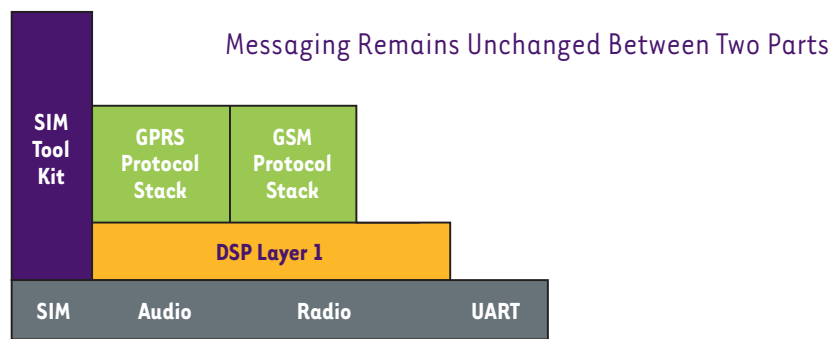 Messaging Remains Unchanged Between Two Parts
SIM
Tool
Kit
GPRS
Protocol
Stack
GSM
Protocol
Stack
DSP Layer 1
SIM
Audio
Radio
UART